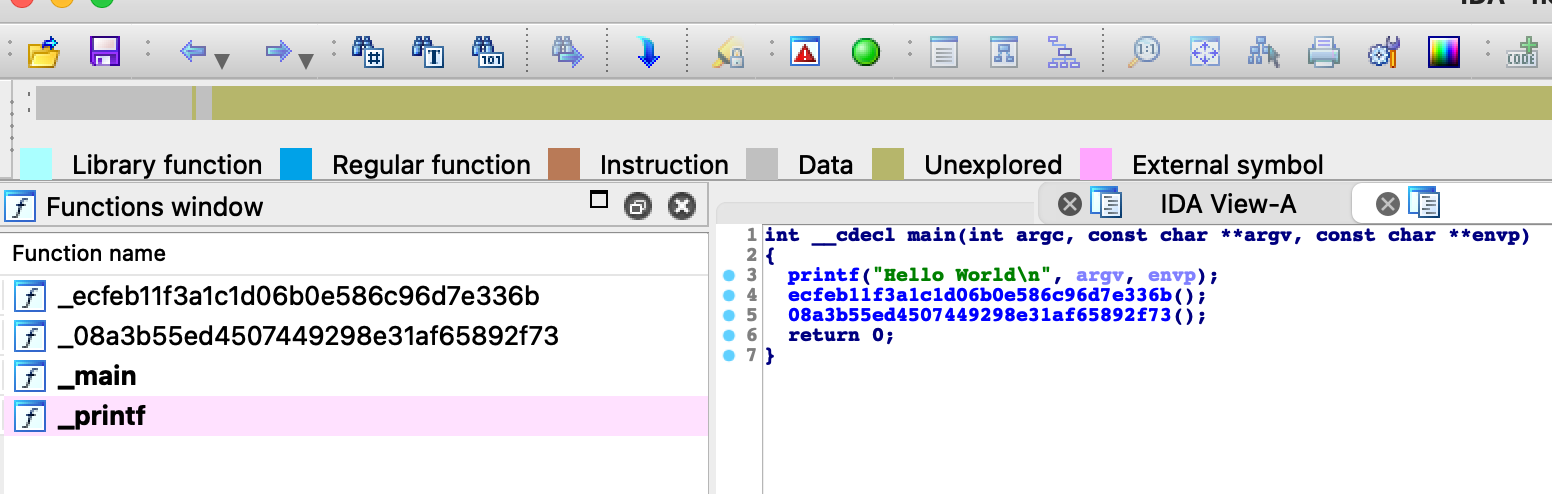 Library function Regular function Instruction Data Unexplored External symbol
Functions window
IDA View-A
Function name
_ecfeb11f3a1c1d06b0e586c96d7e336b
_08a3b55ed4507449298e31af65892f73
_main
_printf
1 int __cdecl main(int argc, const char **argv, const char **envp)
2 {
3 printf("Hello World\n", argv, envp);
4 ecfeb11f3a1c1d06b0e586c96d7e336b();
5 08a3b55ed4507449298e31af65892f73();
6 return 0;
7 }